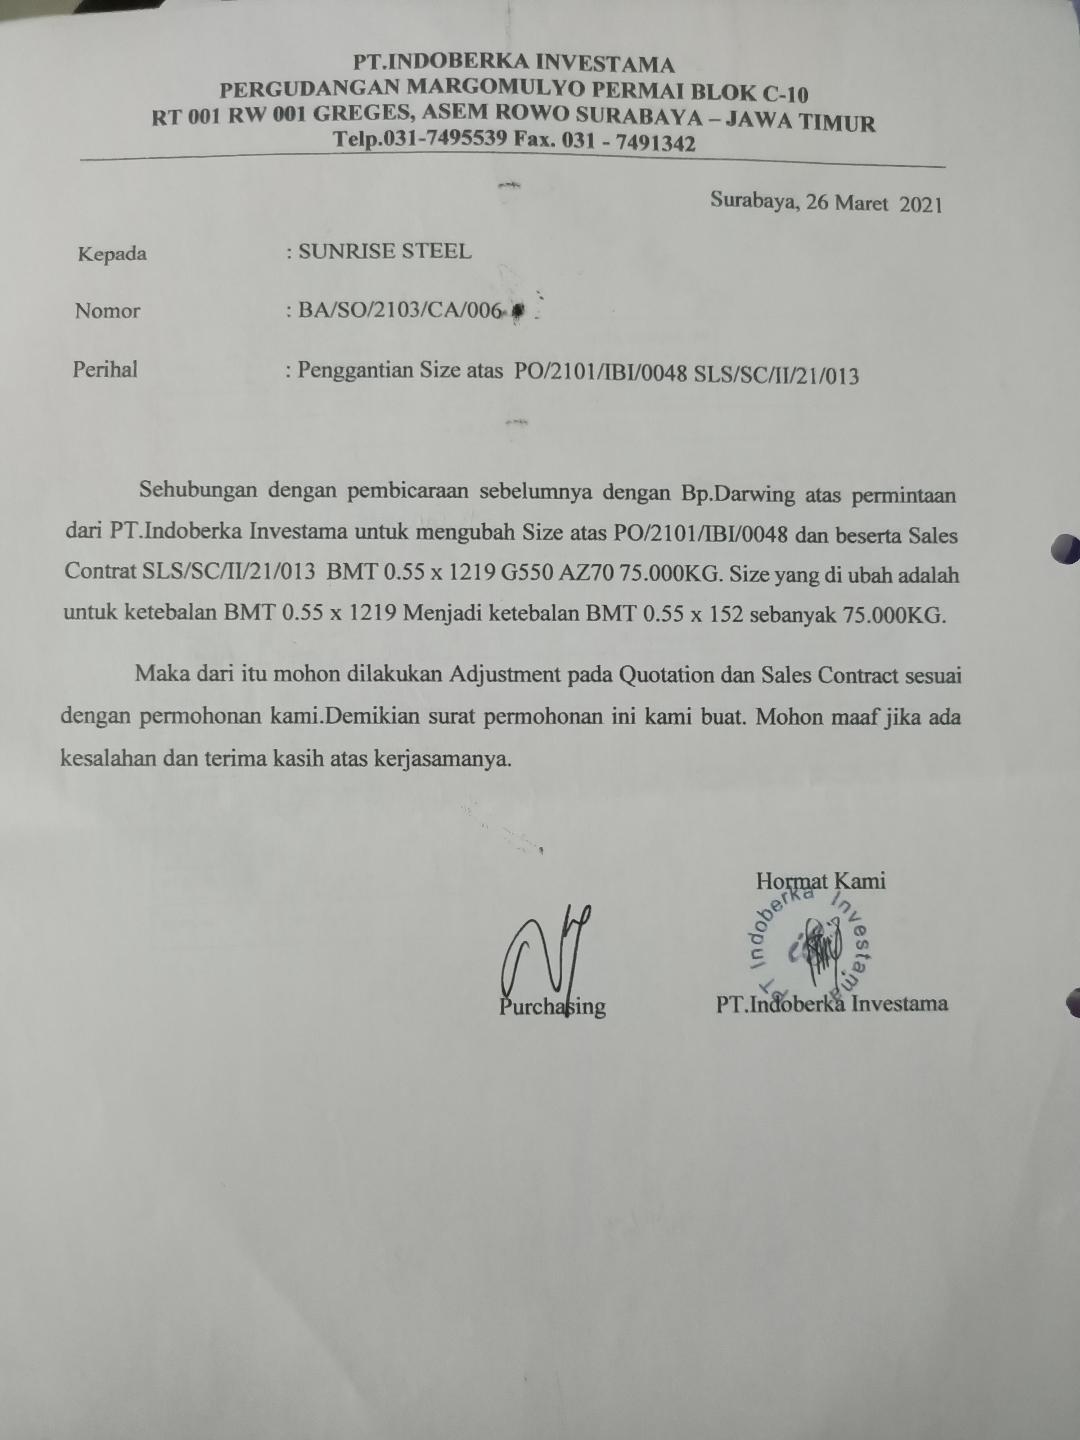 PT.INDOBERKA INVESTAMA
PERGUDANGAN MARGOMULYO PERMAI BLOK C-10
RT 001 RW 001 GREGES, ASEM ROWO SURABAYA – JAWA TIMUR
Telp.031-7495539 Fax. 031 - 7491342
Surabaya, 26 Maret 2021
Kepada : SUNRISE STEEL
Nomor : BA/SO/2103/CA/006
Perihal : Penggantian Size atas PO/2101/IBI/0048 SLS/SC/II/21/013
Sehubungan dengan pembicaraan sebelumnya dengan Bp.Darwing atas permintaan
dari PT.Indoberka Investama untuk mengubah Size atas PO/2101/IBI/0048 dan beserta Sales
Contrat SLS/SC/II/21/013 BMT 0.55 x 1219 G550 AZ70 75.000KG. Size yang di ubah adalah
untuk ketebalan BMT 0.55 x 1219 Menjadi ketebalan BMT 0.55 x 152 sebanyak 75.000KG.
Maka dari itu mohon dilakukan Adjustment pada Quotation dan Sales Contract sesuai
dengan permohonan kami.Demikian surat permohonan ini kami buat. Mohon maaf jika ada
kesalahan dan terima kasih atas kerjasamanya.
Hormat Kami
PT Indoberka Investama
Purchasing
PT.Indoberka Investama